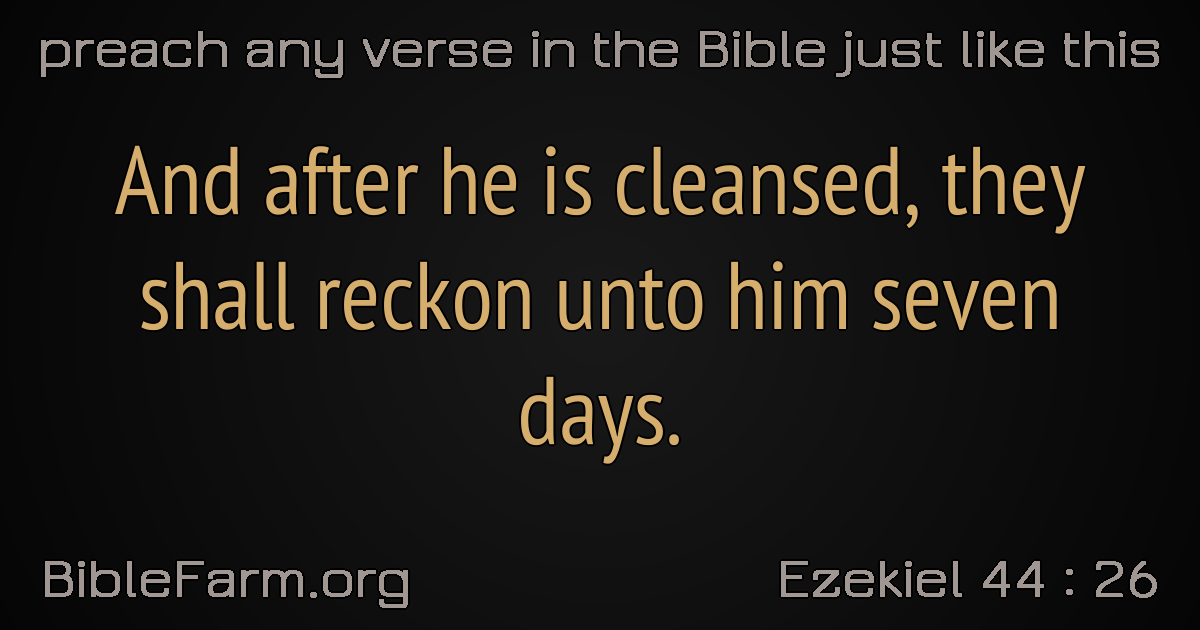 preach any verse in the Bible just like this
And after he is cleansed, they
shall reckon unto him seven
days.
BibleFarm.org
Ezekiel 44 : 26